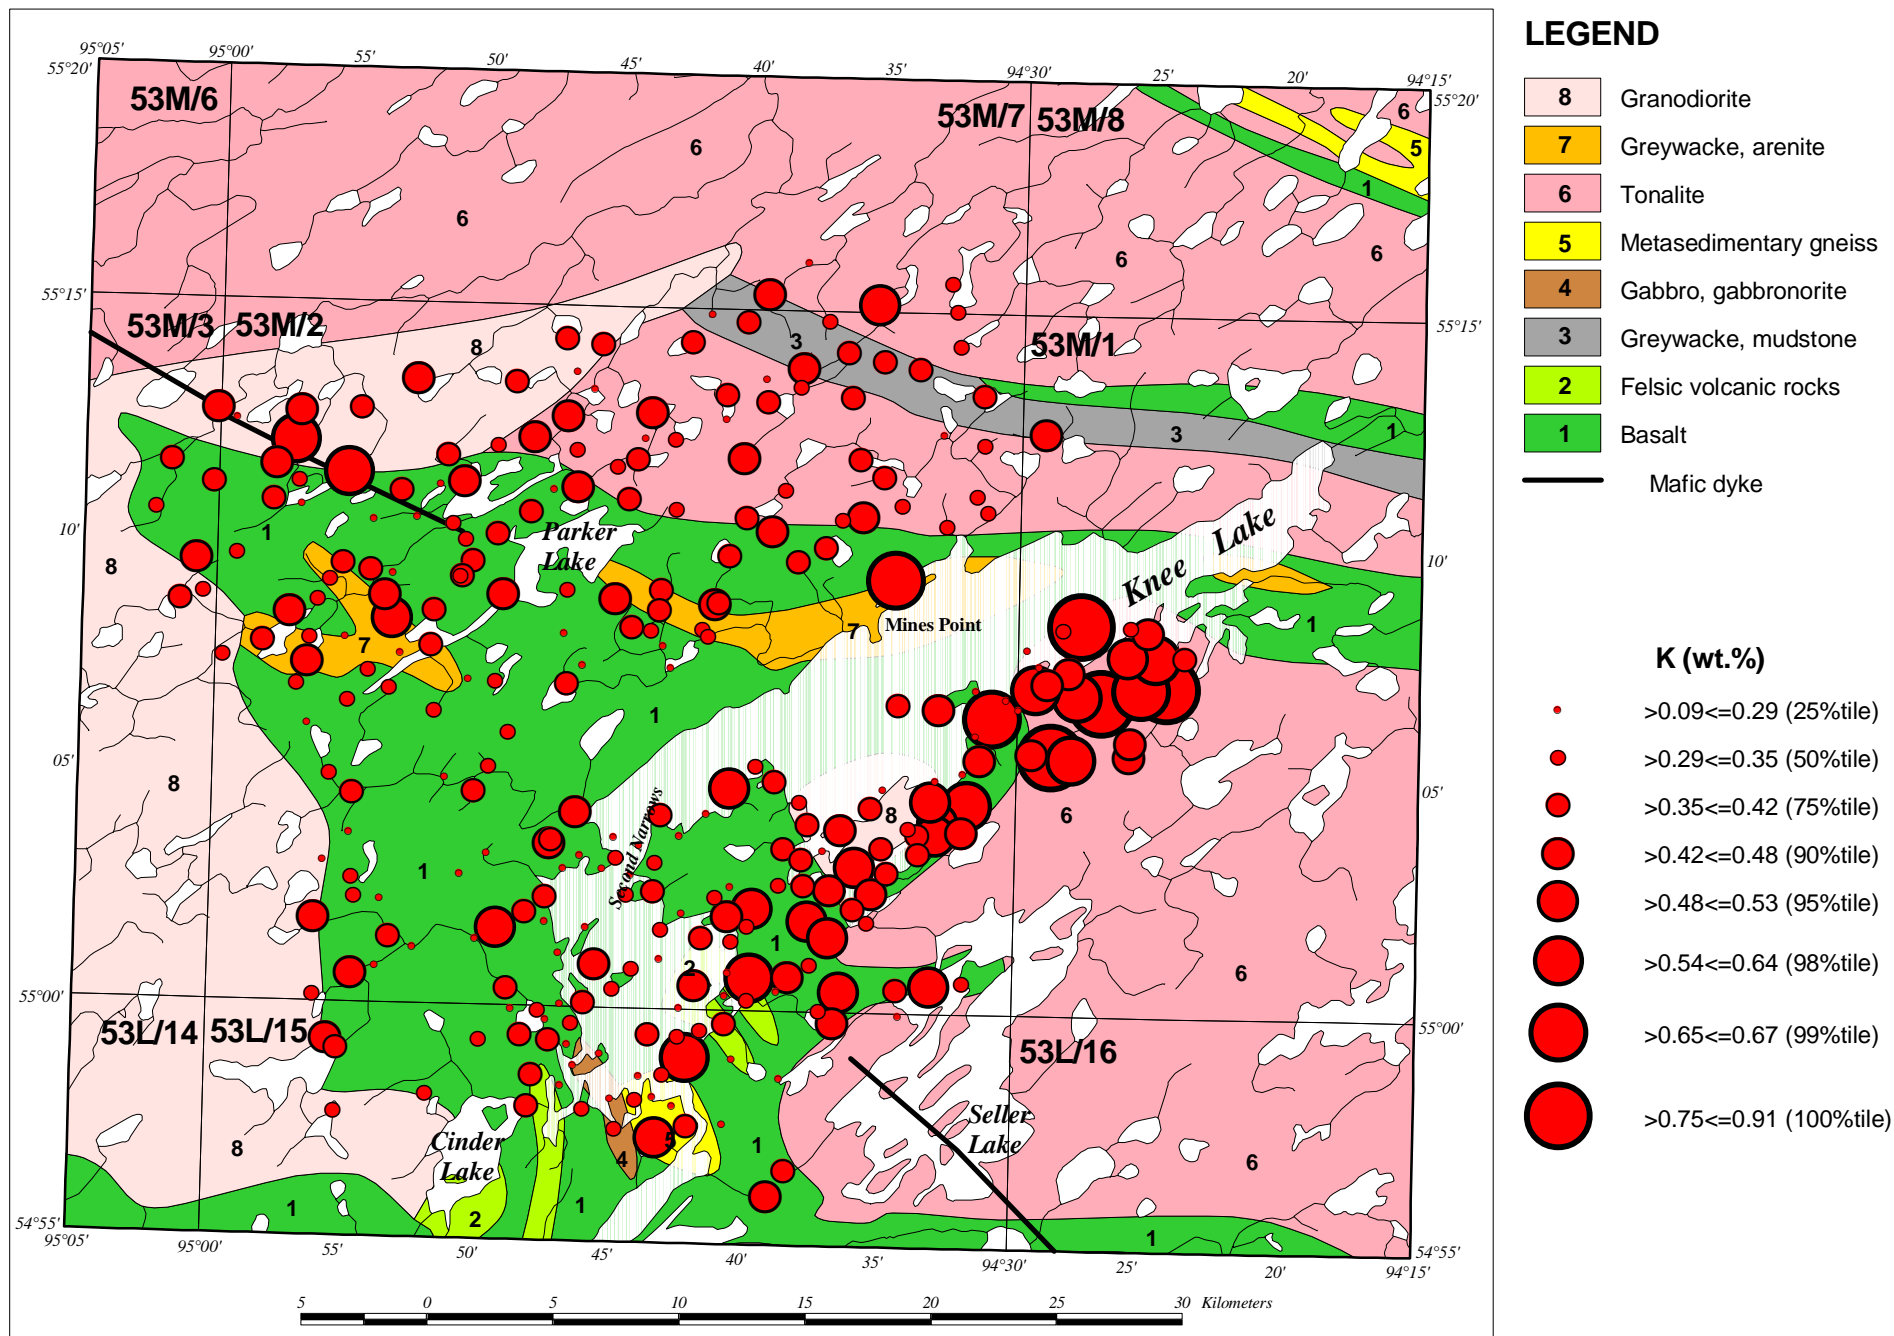 95°05'
95°00'
55'
50'
45'
40'
35'
94°30'
25'
20'
94°15'
55°20'
55°20'
53M/6
53M/7
53M/8
6
6
5
6
1
6
6
6
55°15'
55°15'
53M/3
53M/2
53M/1
8
3
3
1
10'
10'
1
8
Parker
Lake
Knee Lake
7
7
Mines Point
1
1
05'
05'
8
8
6
1
Second Narrows
1
2
6
55°00'
55°00'
53L/14
53L/15
53L/16
Cinder
Lake
Seller
Lake
8
5
4
1
6
1
2
1
1
54°55'
54°55'
95°05'
95°00'
55'
50'
45'
40'
35'
94°30'
25'
20'
94°15'
5
0
5
10
15
20
25
30
Kilometers
LEGEND
8 Granodiorite
7 Greywacke, arenite
6 Tonalite
5 Metasedimentary gneiss
4 Gabbro, gabbronorite
3 Greywacke, mudstone
2 Felsic volcanic rocks
1 Basalt
Mafic dyke
K (wt.%)
>0.09<=0.29 (25%tile)
>0.29<=0.35 (50%tile)
>0.35<=0.42 (75%tile)
>0.42<=0.48 (90%tile)
>0.48<=0.53 (95%tile)
>0.54<=0.64 (98%tile)
>0.65<=0.67 (99%tile)
>0.75<=0.91 (100%tile)